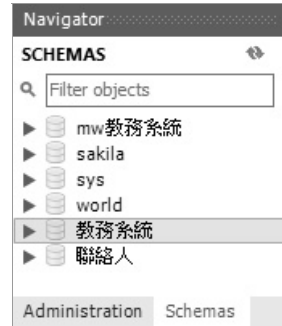 Navigator
SCHEMAS
Filter objects
mw教務系統
sakila
sys
world
教務系統
聯絡人
Administration Schemas